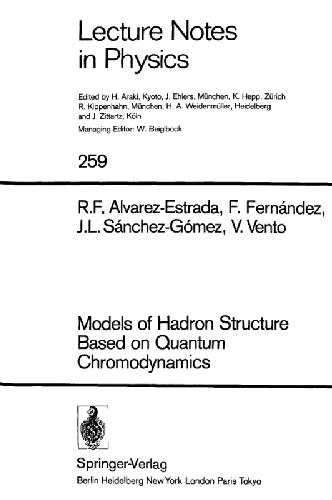 Lecture Notes
in Physics
Edited by H. Araki, Kyoto, J. Ehlers, München, K. Hepp, Zürich
R. Kippenhahn, München, H. A. Weidenmüller, Heidelberg
and J. Zittartz, Köln
Managing Editor: W. Beiglböck
259
R.F. Alvarez-Estrada, F. Fernández,
J.L. Sánchez-Gómez, V. Vento
Models of Hadron Structure
Based on Quantum
Chromodynamics
Springer-Verlag
Berlin Heidelberg New York London Paris Tokyo